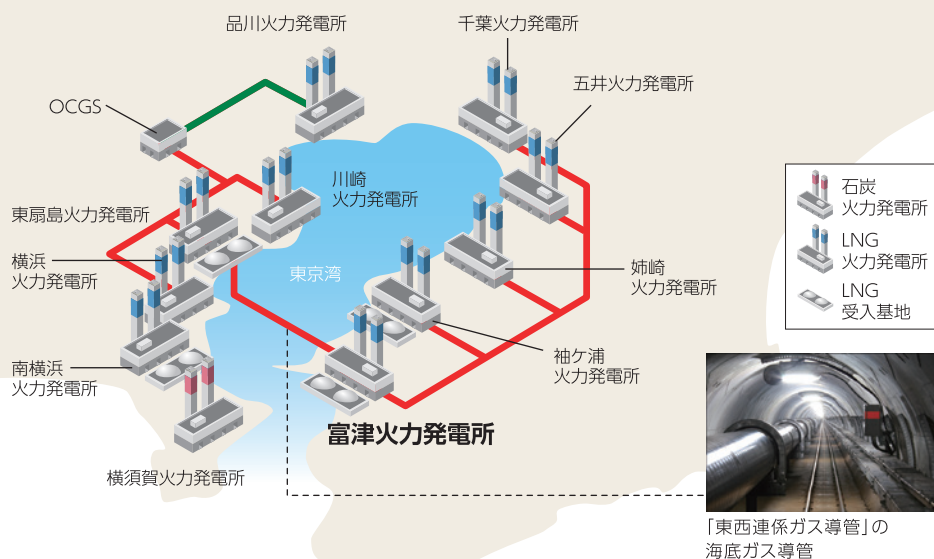 品川火力発電所
千葉火力発電所
五井火力発電所
OCGS
川崎
火力発電所
東扇島火力発電所
横浜
火力発電所
東京湾
姉崎
火力発電所
袖ケ浦
火力発電所
南横浜
火力発電所
富津火力発電所
横須賀火力発電所
石炭
火力発電所
LNG
火力発電所
LNG
受入基地
「東西連係ガス導管」の
海底ガス導管